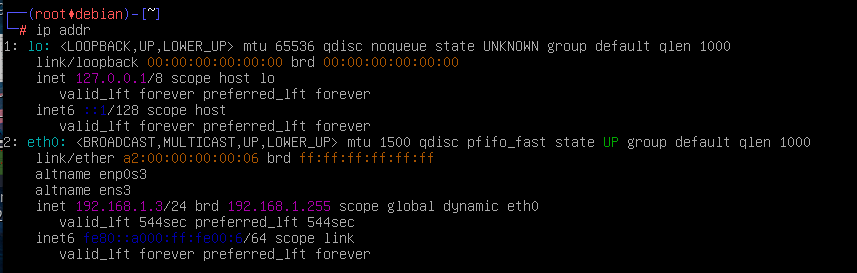 ┌──(root♦debian)-[~]
└─# ip addr
1: lo: <LOOPBACK,UP,LOWER_UP> mtu 65536 qdisc noqueue state UNKNOWN group default qlen 1000
    link/loopback 00:00:00:00:00:00 brd 00:00:00:00:00:00
    inet 127.0.0.1/8 scope host lo
       valid_lft forever preferred_lft forever
    inet6 ::1/128 scope host
       valid_lft forever preferred_lft forever
2: eth0: <BROADCAST,MULTICAST,UP,LOWER_UP> mtu 1500 qdisc pfifo_fast state UP group default qlen 1000
    link/ether a2:00:00:00:00:06 brd ff:ff:ff:ff:ff:ff
    altname enp0s3
    altname ens3
    inet 192.168.1.3/24 brd 192.168.1.255 scope global dynamic eth0
       valid_lft 544sec preferred_lft 544sec
    inet6 fe80::a000:ff:fe00:6/64 scope link
       valid_lft forever preferred_lft forever